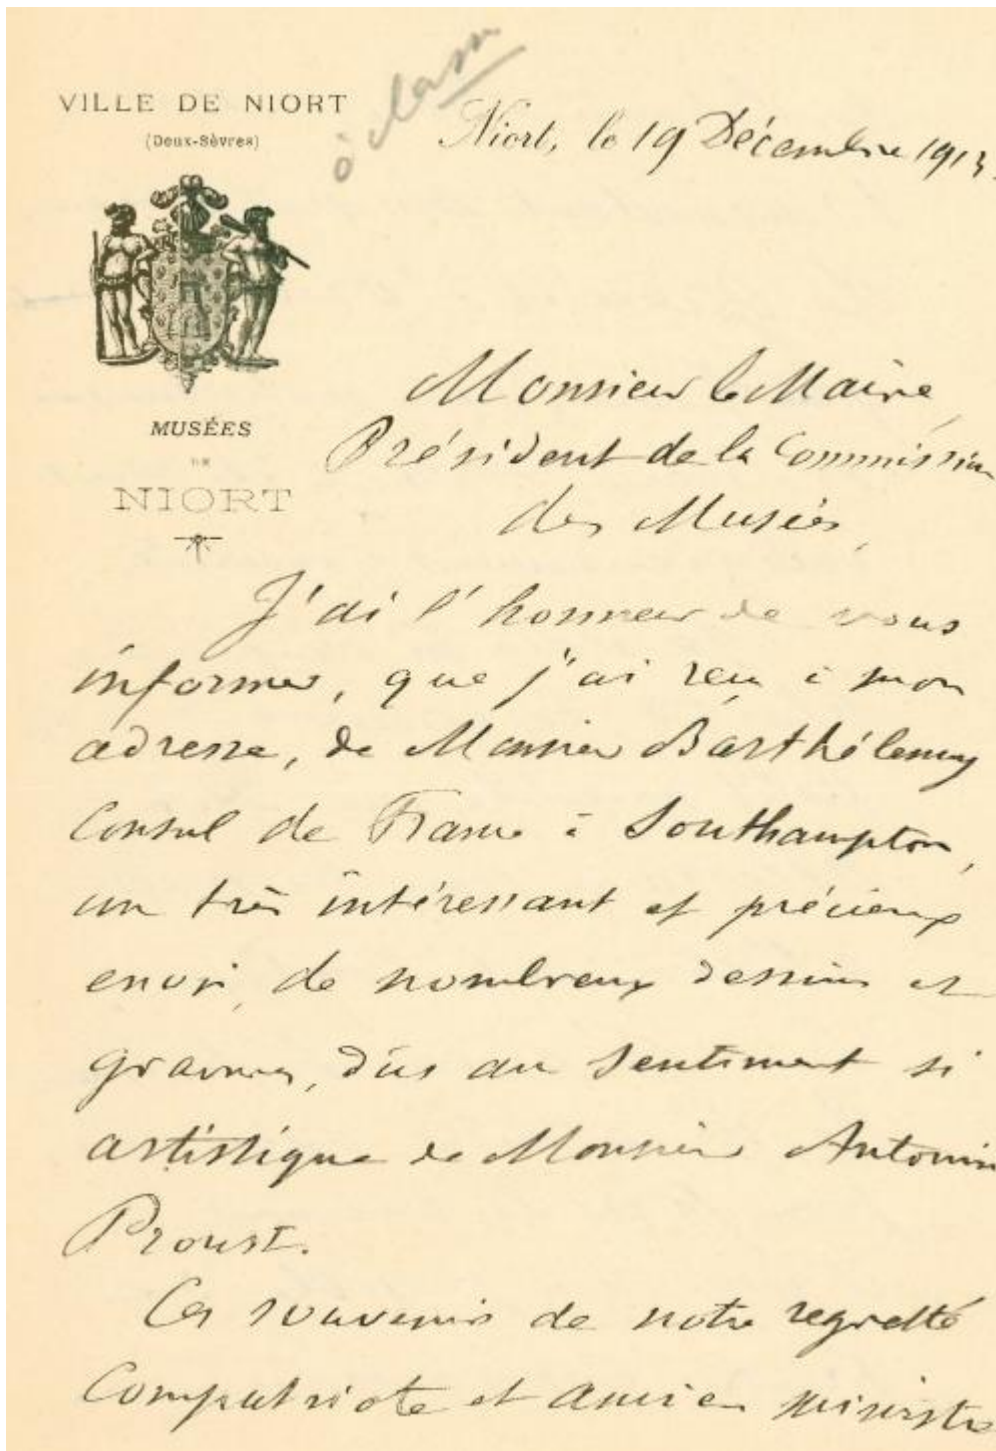 à classer
VILLE DE NIORT
(Deux-Sèvres)
Niort, le 19 Décembre 1913.
MUSÉES
DE
NIORT
Monsieur le Maire,
Président de la Commission
des Musées,
J'ai l'honneur de vous
informer, que j'ai reçu à mon
adresse, de Monsieur Barthélemy
Consul de France à Southampton,
un très intéressant et précieux
envoi, de nombreux dessins et
gravures, dûs au sentiment si
artistique de Monsieur Antonin
Proust.
Ces souvenirs de notre regretté
Compatriote et ancien ministre